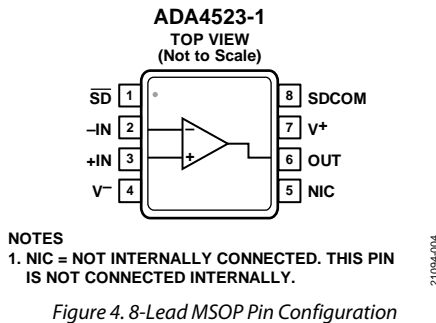 ADA4523-1
TOP VIEW
(Not to Scale)
SD 1
–IN 2
+IN 3
V– 4
8 SDCOM
7 V+
6 OUT
5 NIC
–
+
NOTES
1. NIC = NOT INTERNALLY CONNECTED. THIS PIN
IS NOT CONNECTED INTERNALLY.
21094-004
Figure 4. 8-Lead MSOP Pin Configuration